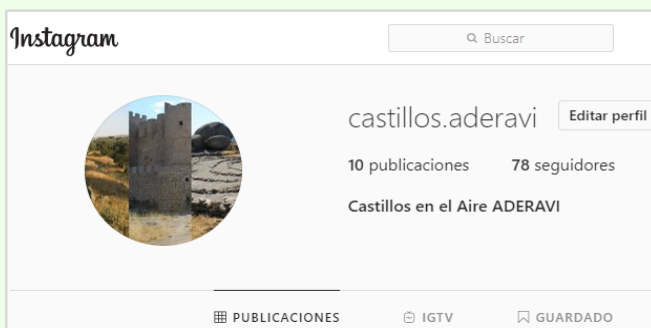 Instagram
Buscar
castillos.aderavi Editar perfil
10 publicaciones 78 seguidores
Castillos en el Aire ADERAVI
PUBLICACIONES IGTV GUARDADO